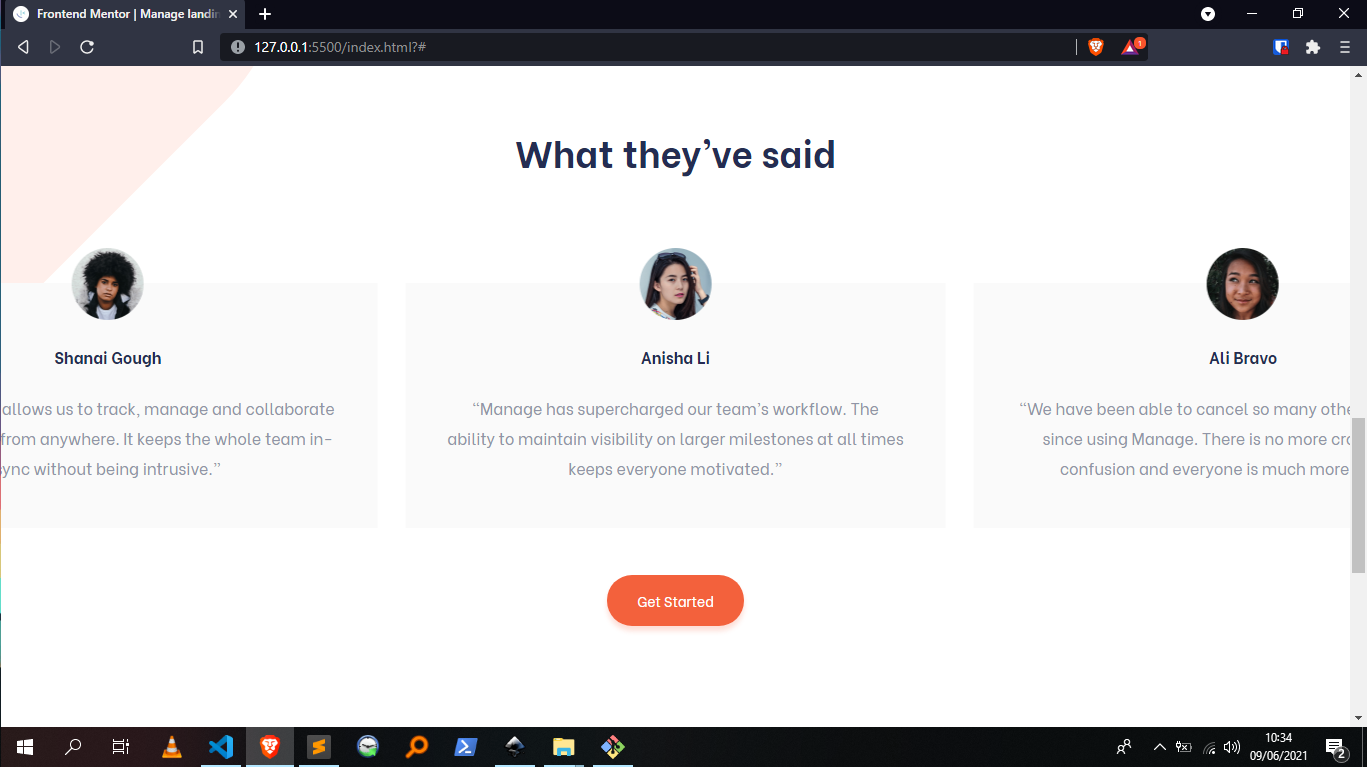 Frontend Mentor | Manage landin
127.0.0.1:5500/index.html?#
1
What they’ve said
Shanai Gough
allows us to track, manage and collaborate
from anywhere. It keeps the whole team in-
sync without being intrusive.”
Anisha Li
“Manage has supercharged our team’s workflow. The
ability to maintain visibility on larger milestones at all times
keeps everyone motivated.”
Ali Bravo
“We have been able to cancel so many othe
since using Manage. There is no more cro
confusion and everyone is much more
Get Started
10:34
09/06/2021
2